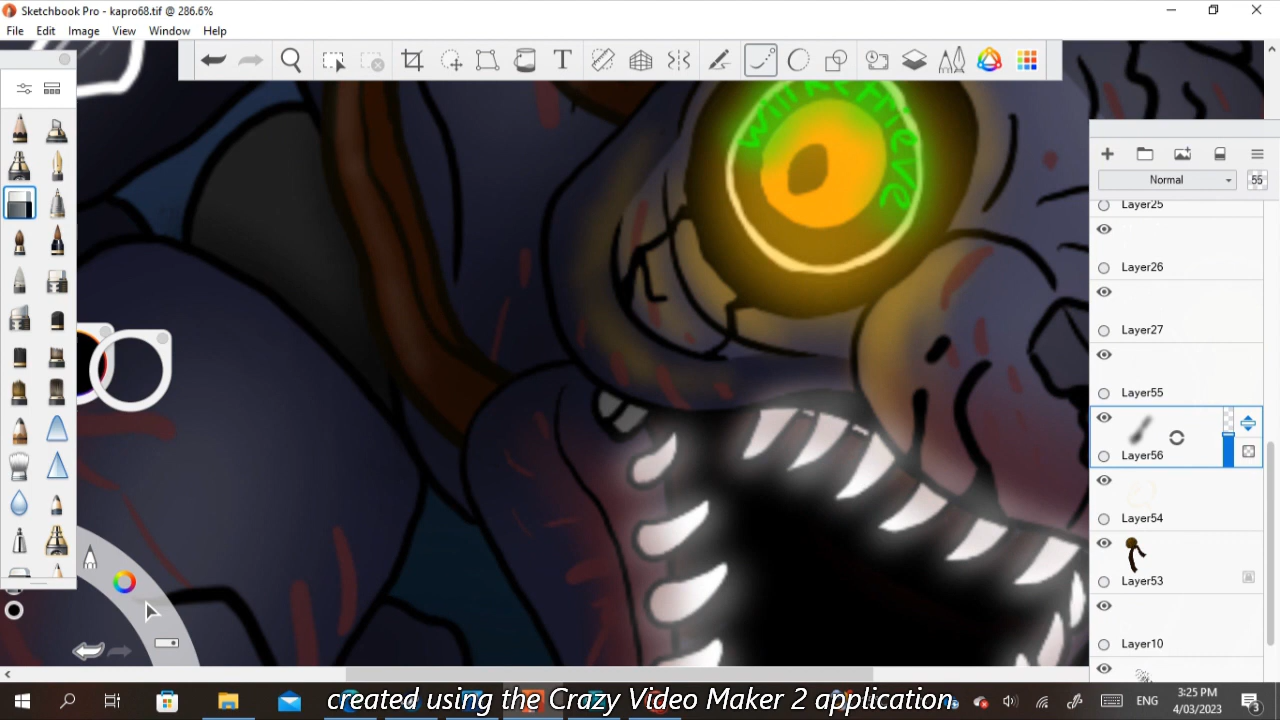 Sketchbook Pro - kapro68.tif @ 286.6%
File Edit Image View Window Help
Normal 55
Layer25
Layer26
Layer27
Layer55
Layer56
Layer54
Layer53
Layer10
created using the Crazy Video Maker 2 application.
ENG
3:25 PM
4/03/2023
3